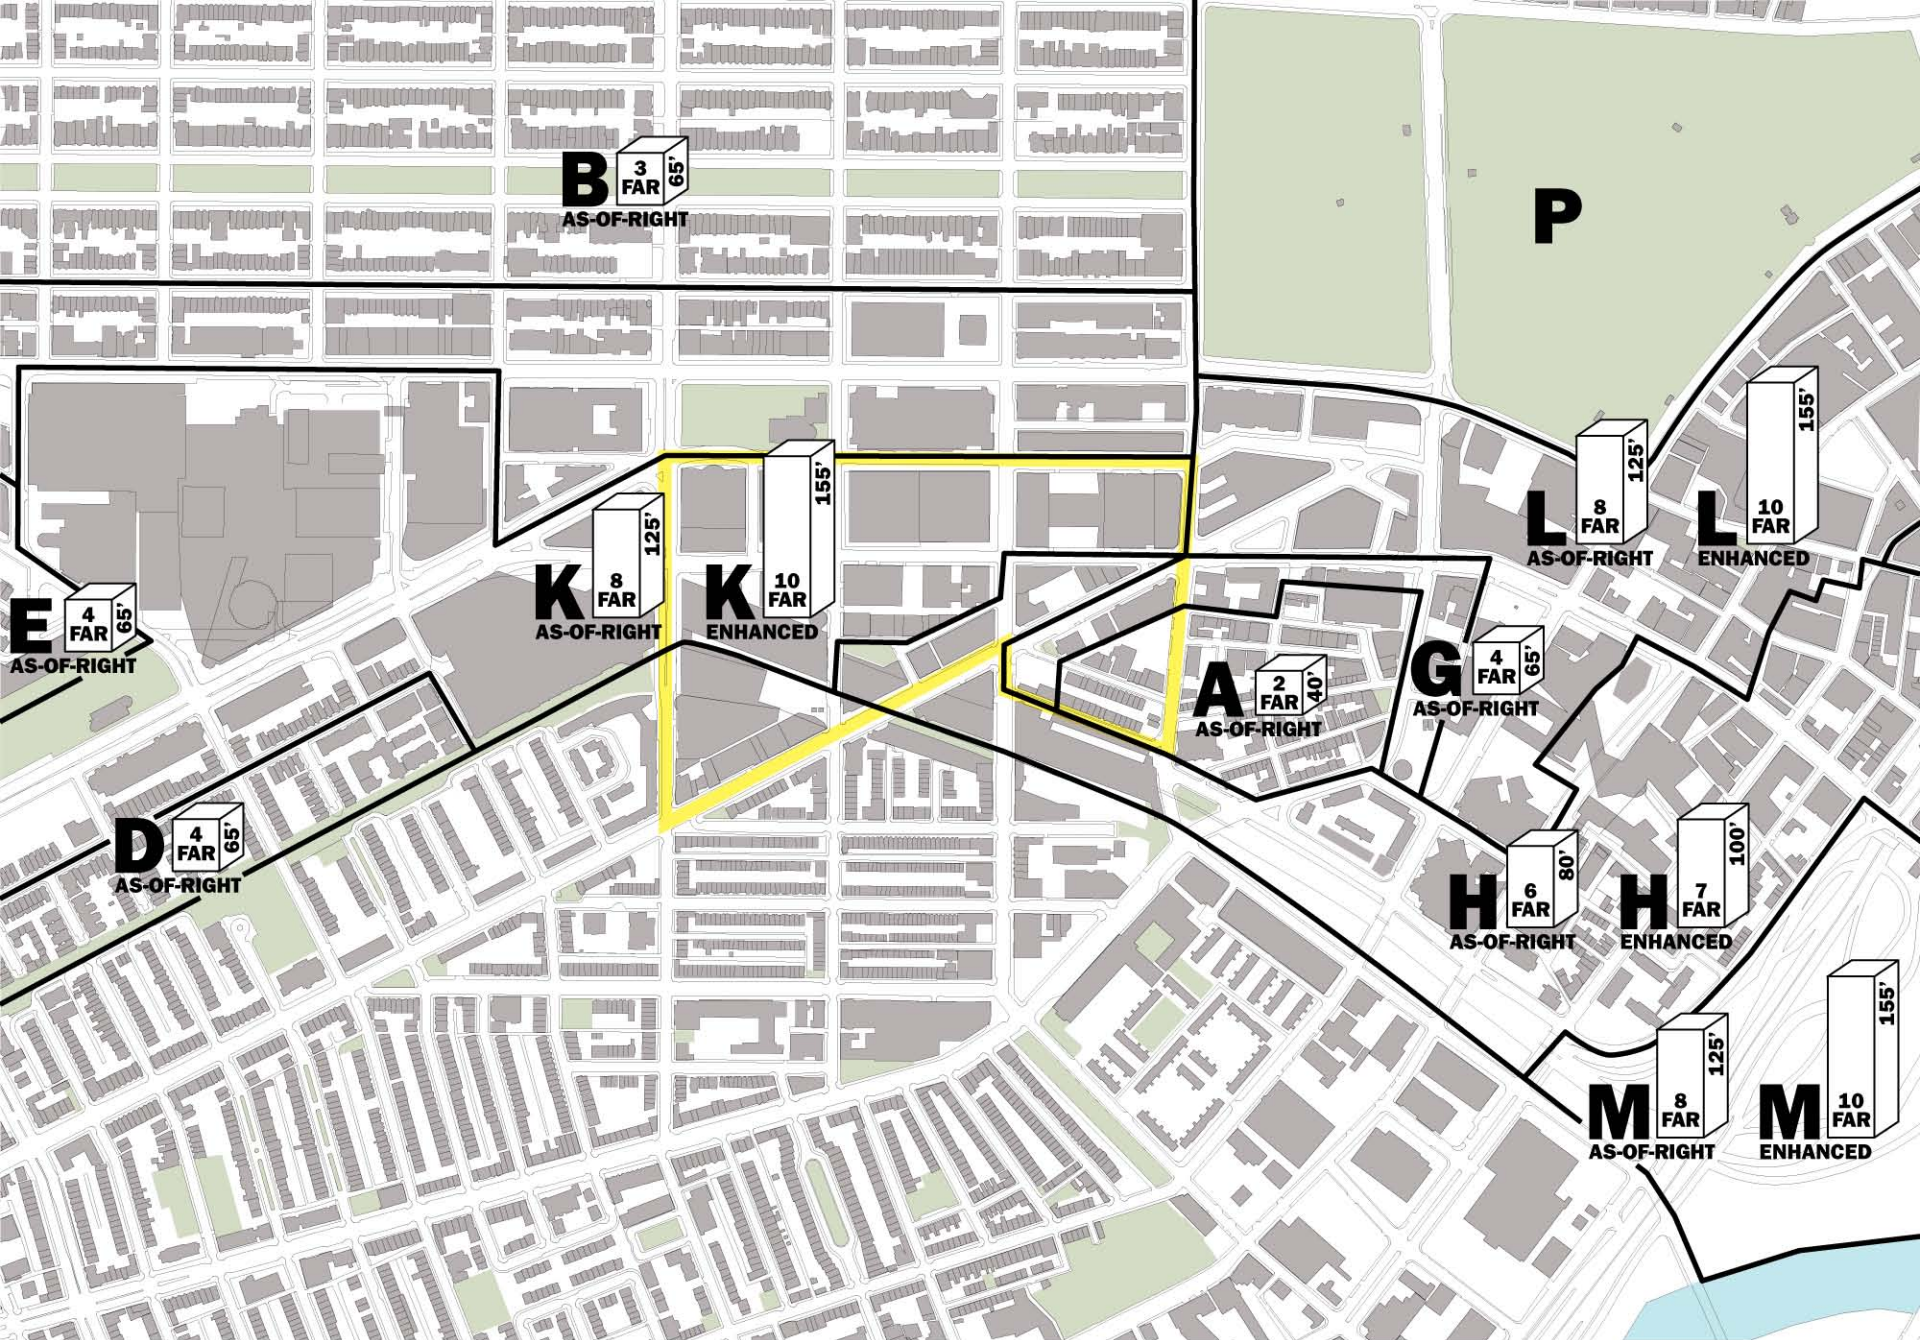 B
3
FAR
65'
AS-OF-RIGHT
P
L
8
FAR
125'
AS-OF-RIGHT
L
10
FAR
155'
ENHANCED
K
8
FAR
125'
AS-OF-RIGHT
K
10
FAR
155'
ENHANCED
E
4
FAR
65'
AS-OF-RIGHT
A
2
FAR
40'
AS-OF-RIGHT
G
4
FAR
65'
AS-OF-RIGHT
D
4
FAR
65'
AS-OF-RIGHT
H
6
FAR
80'
AS-OF-RIGHT
H
7
FAR
100'
ENHANCED
M
8
FAR
125'
AS-OF-RIGHT
M
10
FAR
155'
ENHANCED